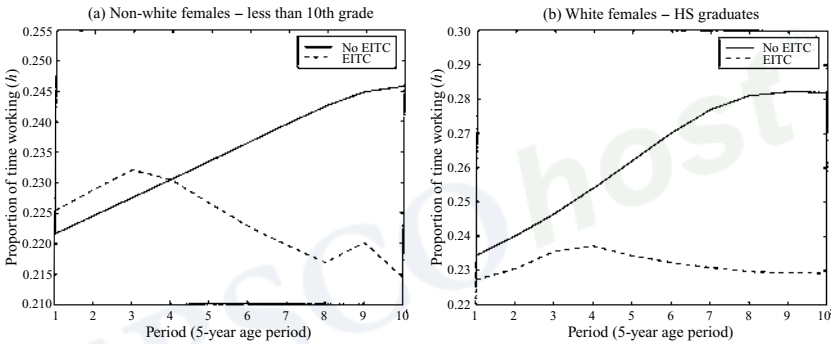 (a) Non-white females – less than 10th grade
0.255
0.250
0.245
0.240
0.235
0.230
0.225
0.220
0.215
0.210
Proportion of time working (h)
No EITC
EITC
1 2 3 4 5 6 7 8 9 10
Period (5-year age period)
(b) White females – HS graduates
0.30
0.29
0.28
0.27
0.26
0.25
0.24
0.23
0.22
Proportion of time working (h)
No EITC
EITC
1 2 3 4 5 6 7 8 9 10
Period (5-year age period)
EBSCOhost